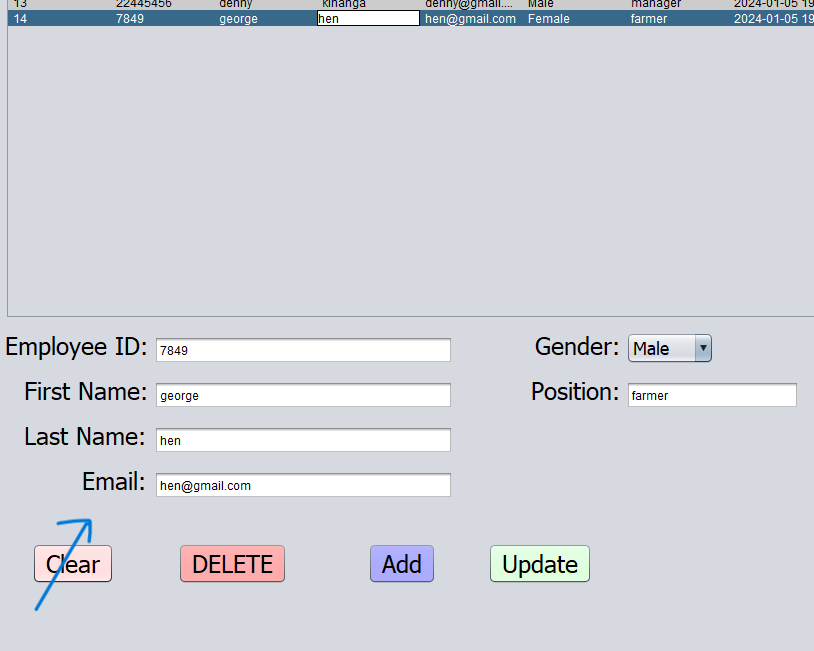 13 22445456 denny kinanga denny@gmail.... Male manager 2024-01-05 19
14 7849 george hen hen@gmail.com Female farmer 2024-01-05 19
Employee ID: 7849 Gender: Male
First Name: george Position: farmer
Last Name: hen
Email: hen@gmail.com
Clear DELETE Add Update